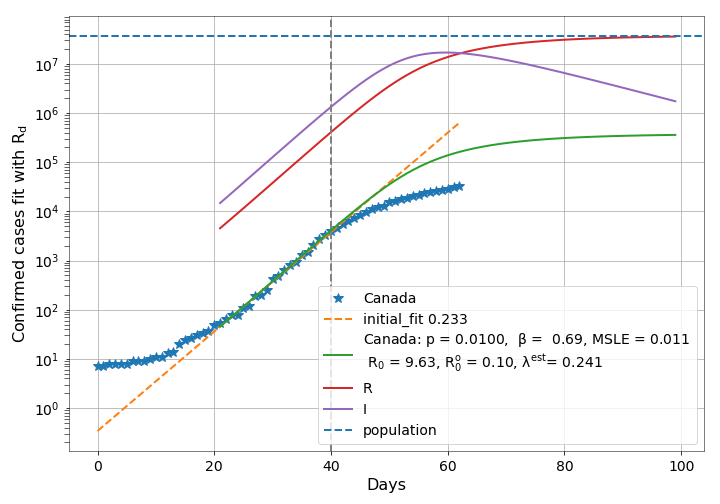 Confirmed cases fit with R_d
10^7
10^6
10^5
10^4
10^3
10^2
10^1
10^0
0 20 40 60 80 100
Days
Canada
initial_fit 0.233
Canada: p = 0.0100, β = 0.69, MSLE = 0.011
R_0 = 9.63, R_0^o = 0.10, λ^est= 0.241
R
I
population